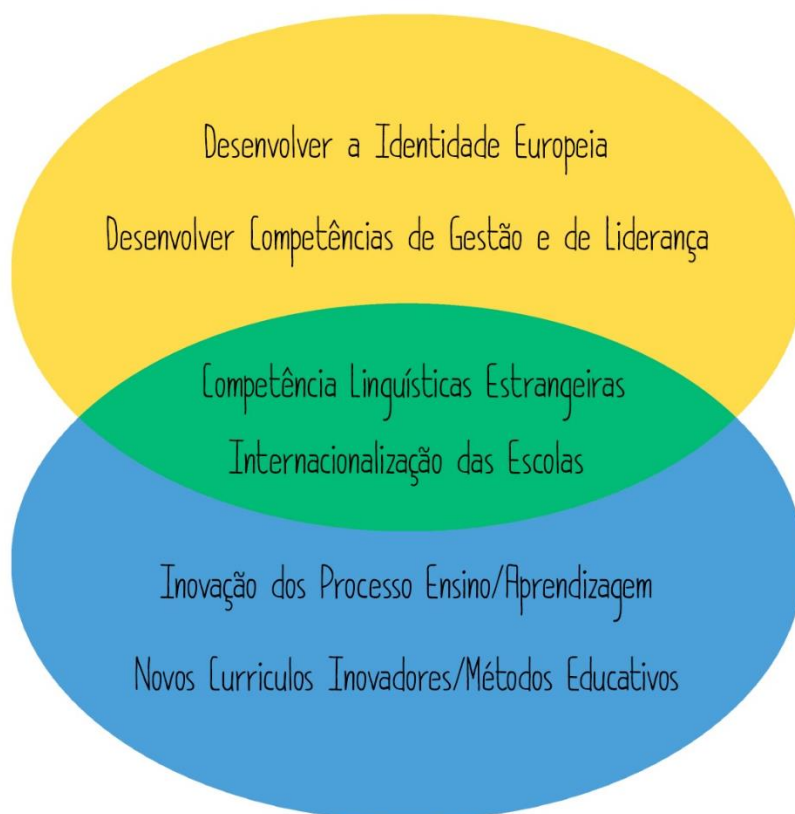 Desenvolver a Identidade Europeia
Desenvolver Competências de Gestão e de Liderança
Competência Linguísticas Estrangeiras
Internacionalização das Escolas
Inovação dos Processo Ensino/Aprendizagem
Novos Curriculos Inovadores/Métodos Educativos